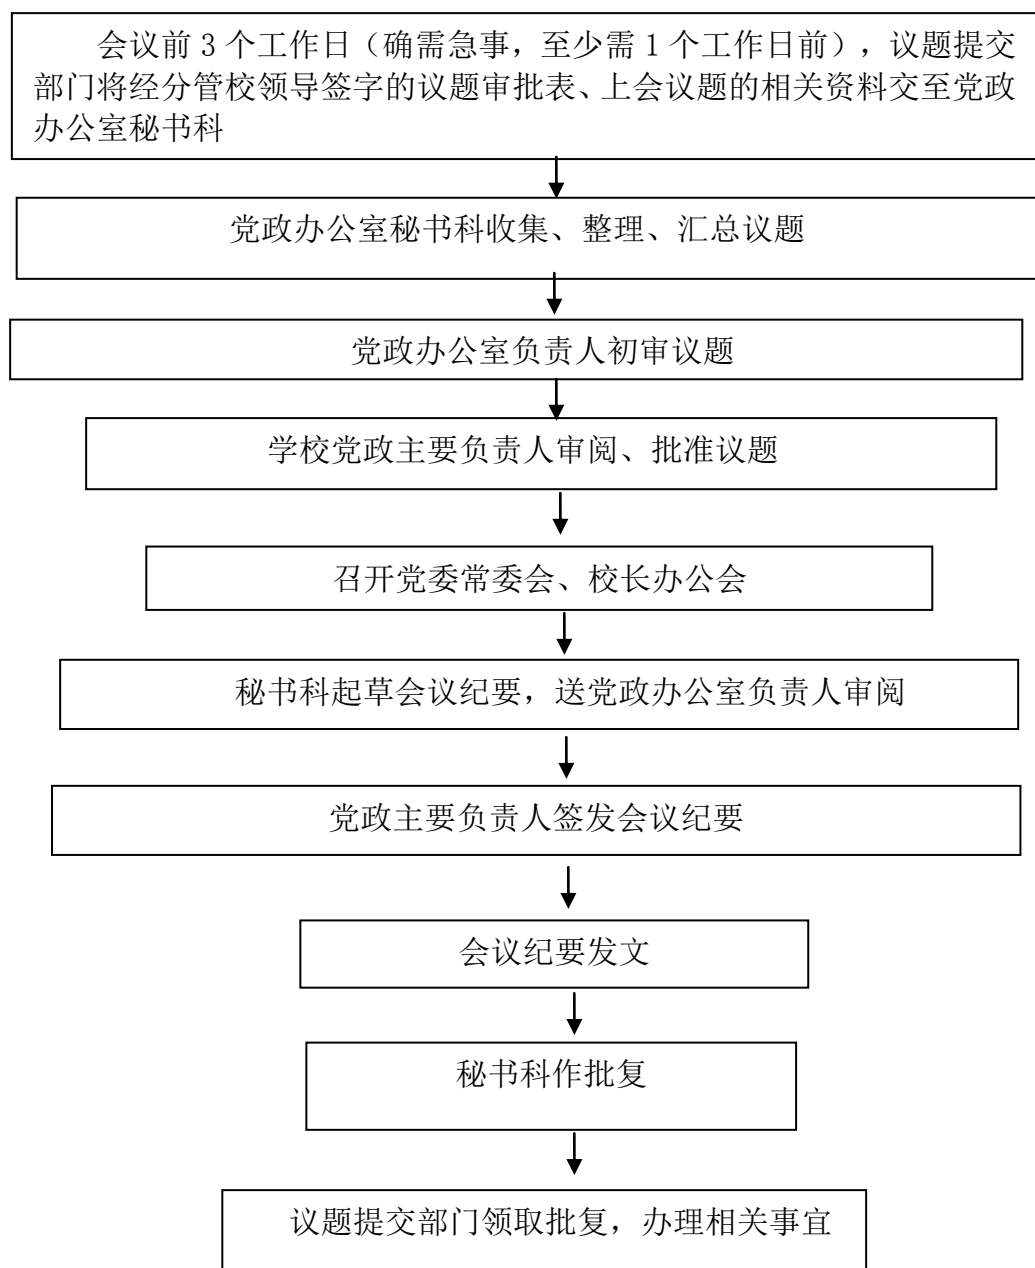 会议前 3 个工作日（确需急事，至少需 1 个工作日前），议题提交
部门将经分管校领导签字的议题审批表、上会议题的相关资料交至党政
办公室秘书科
党政办公室秘书科收集、整理、汇总议题
党政办公室负责人初审议题
学校党政主要负责人审阅、批准议题
召开党委常委会、校长办公会
秘书科起草会议纪要，送党政办公室负责人审阅
党政主要负责人签发会议纪要
会议纪要发文
秘书科作批复
议题提交部门领取批复，办理相关事宜